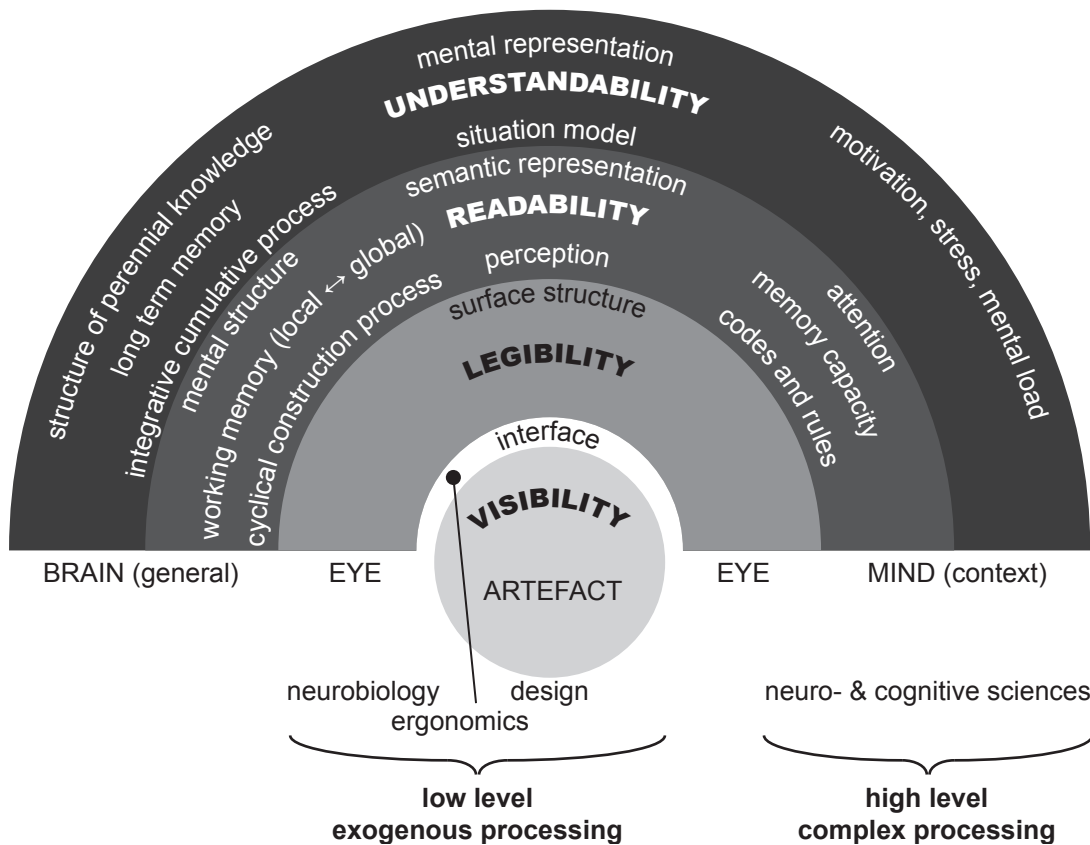 mental representation
UNDERSTANDABILITY
situation model
semantic representation
READABILITY
perception
surface structure
LEGIBILITY
interface
VISIBILITY
ARTEFACT
structure of perennial knowledge
long term memory
integrative cumulative process
mental structure
working memory (local ↔ global)
cyclical construction process
motivation, stress, mental load
attention
memory capacity
codes and rules
BRAIN (general)
EYE
EYE
MIND (context)
neurobiology
design
ergonomics
neuro- & cognitive sciences
low level
exogenous processing
high level
complex processing